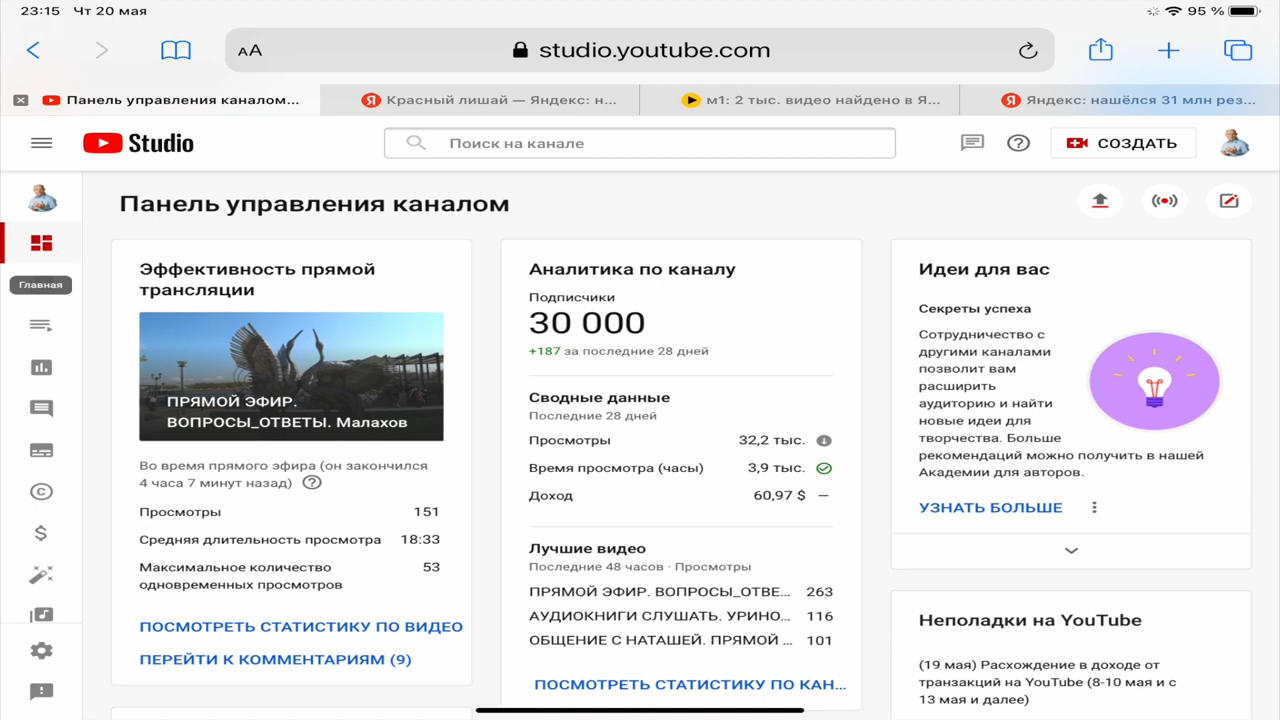 23:15 Чт 20 мая
95 %
AA
studio.youtube.com
Панель управления каналом...
Красный лишай — Яндекс: н...
м1: 2 тыс. видео найдено в Я...
Яндекс: нашёлся 31 млн рез...
Studio
Поиск на канале
СОЗДАТЬ
Панель управления каналом
Главная
Эффективность прямой
трансляции
ПРЯМОЙ ЭФИР.
ВОПРОСЫ_ОТВЕТЫ. Малахов
Во время прямого эфира (он закончился
4 часа 7 минут назад)
Просмотры 151
Средняя длительность просмотра 18:33
Максимальное количество 53
одновременных просмотров
ПОСМОТРЕТЬ СТАТИСТИКУ ПО ВИДЕО
ПЕРЕЙТИ К КОММЕНТАРИЯМ (9)
Аналитика по каналу
Подписчики
30 000
+187 за последние 28 дней
Сводные данные
Последние 28 дней
Просмотры 32,2 тыс.
Время просмотра (часы) 3,9 тыс.
Доход 60,97 $ —
Лучшие видео
Последние 48 часов · Просмотры
ПРЯМОЙ ЭФИР. ВОПРОСЫ_ОТВЕ... 263
АУДИОКНИГИ СЛУШАТЬ. УРИНО... 116
ОБЩЕНИЕ С НАТАШЕЙ. ПРЯМОЙ ... 101
ПОСМОТРЕТЬ СТАТИСТИКУ ПО КАН...
Идеи для вас
Секреты успеха
Сотрудничество с
другими каналами
позволит вам
расширить
аудиторию и найти
новые идеи для
творчества. Больше
рекомендаций можно получить в нашей
Академии для авторов.
УЗНАТЬ БОЛЬШЕ
Неполадки на YouTube
(19 мая) Расхождение в доходе от
транзакций на YouTube (8-10 мая и с
13 мая и далее)